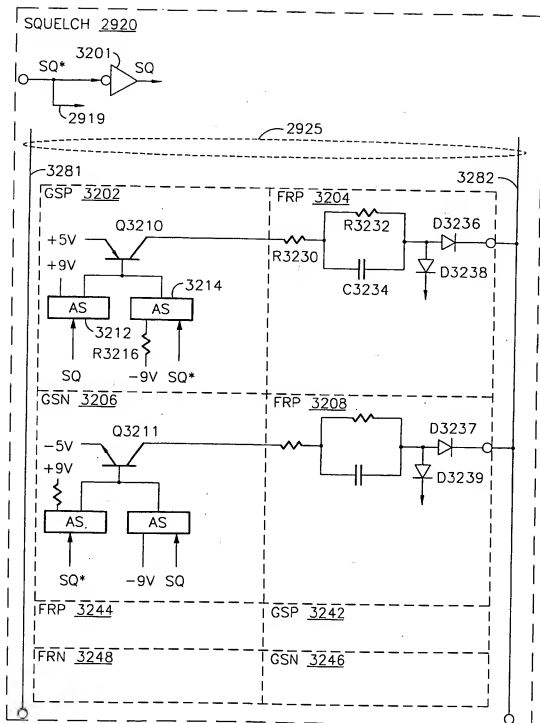 SQUELCH 2920
3201
SQ*
SQ
2919
2925
3281
3282
GSP 3202
FRP 3204
Q3210
R3232
D3236
+5V
+9V
R3230
D3238
3214
C3234
AS
AS
3212
R3216
SQ
-9V
SQ*
GSN 3206
FRP 3208
Q3211
D3237
-5V
+9V
D3239
AS
AS
SQ*
-9V
SQ
FRP 3244
GSP 3242
FRN 3248
GSN 3246